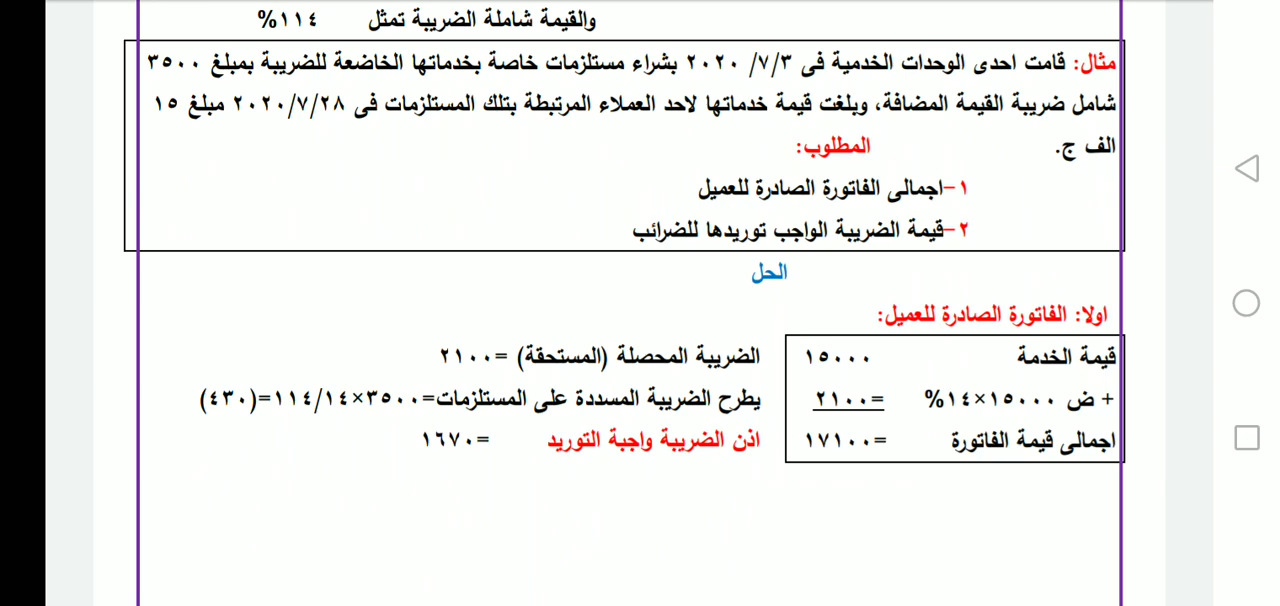 والقيمة شاملة الضريبة تمثل ١١٤%
مثال: قامت احدى الوحدات الخدمية فى ٣/٧/ ٢٠٢٠ بشراء مستلزمات خاصة بخدماتها الخاضعة للضريبة بمبلغ ٣٥٠٠
شامل ضريبة القيمة المضافة، وبلغت قيمة خدماتها لاحد العملاء المرتبطة بتلك المستلزمات فى ٢٠٢٠/٧/٢٨ مبلغ ١٥
الف ج.
المطلوب:
١-اجمالى الفاتورة الصادرة للعميل
٢-قيمة الضريبة الواجب توريدها للضرائب
الحل
اولا: الفاتورة الصادرة للعميل:
قيمة الخدمة ١٥٠٠٠
+ ض ١٥٠٠٠×١٤% =٢١٠٠
اجمالى قيمة الفاتورة =١٧١٠٠
الضريبة المحصلة (المستحقة) =٢١٠٠
يطرح الضريبة المسددة على المستلزمات=٣٥٠٠×١١٤/١٤=(٤٣٠)
اذن الضريبة واجبة التوريد =١٦٧٠